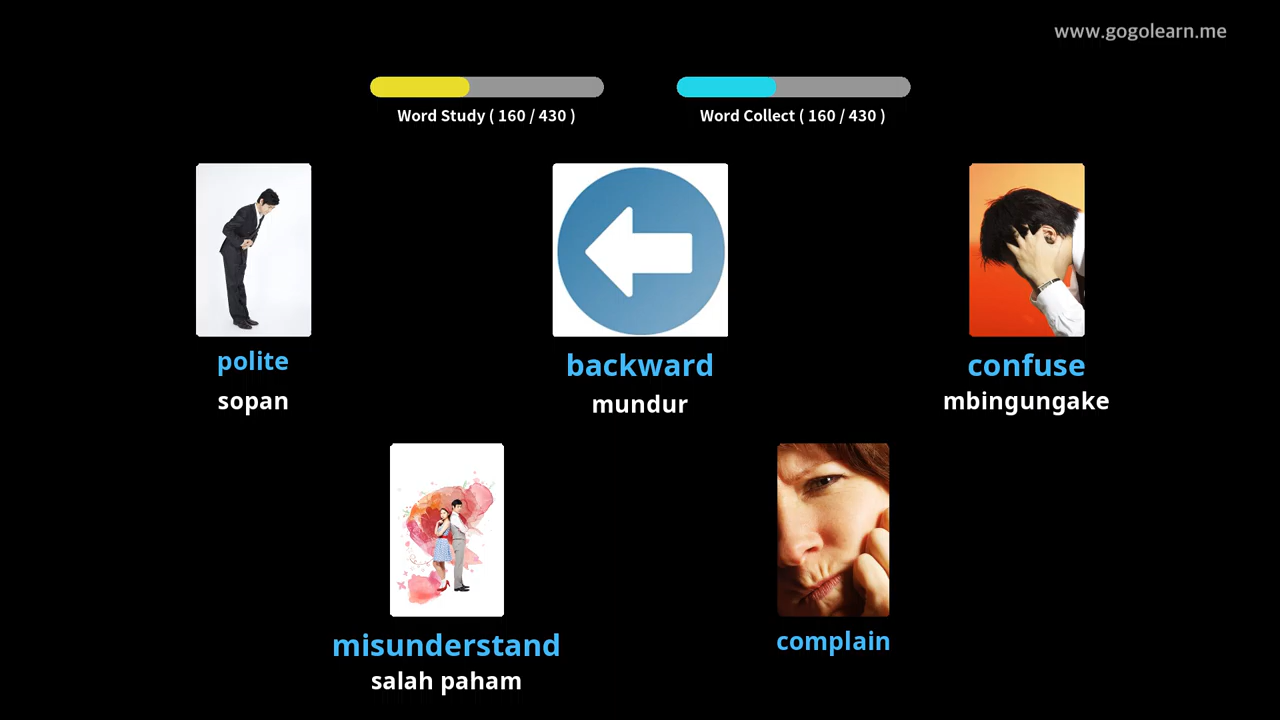 www.gogolearn.me
Word Study ( 160 / 430 )
Word Collect ( 160 / 430 )
polite
sopan
backward
mundur
confuse
mbingungake
misunderstand
salah paham
complain